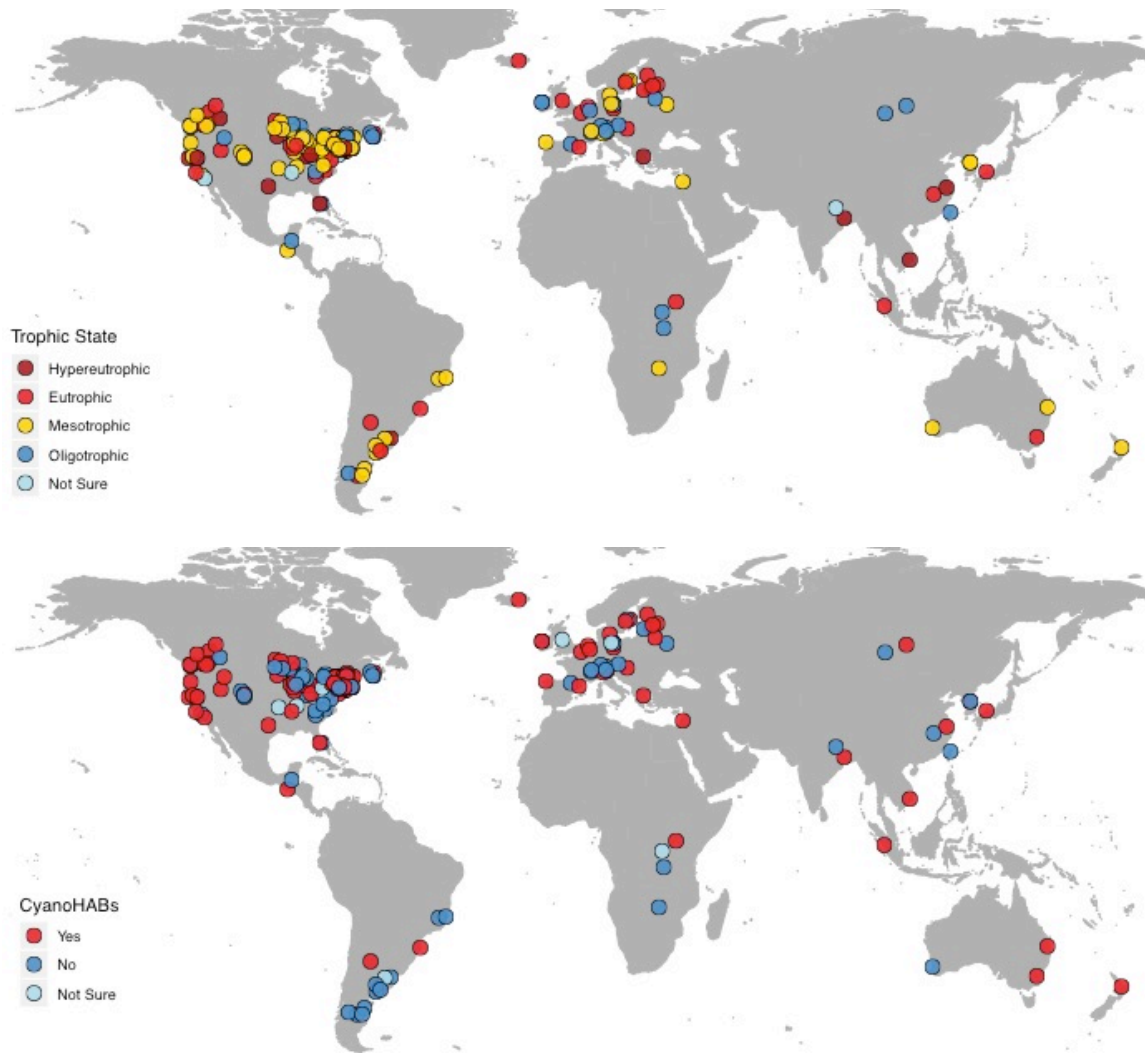 Trophic State
Hypereutrophic
Eutrophic
Mesotrophic
Oligotrophic
Not Sure
CyanoHABs
Yes
No
Not Sure